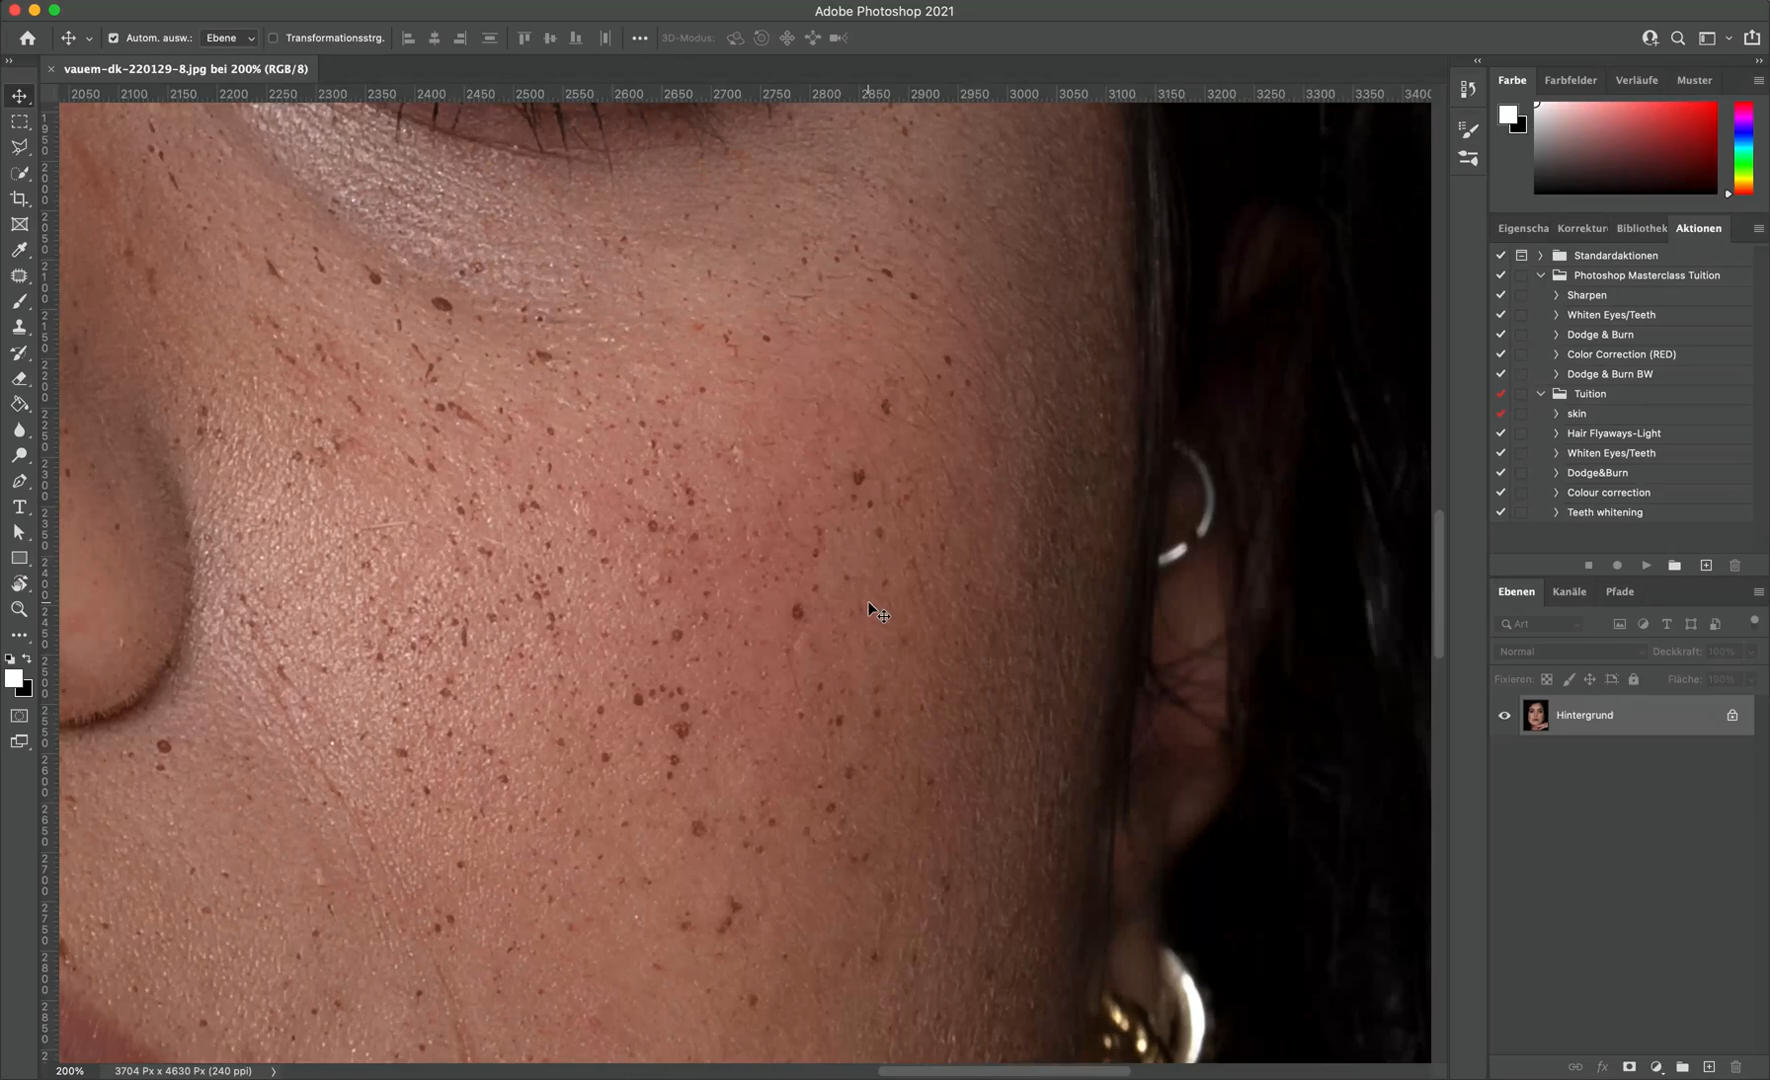 Adobe Photoshop 2021
Autom. ausw.: Ebene Transformationsstrg. 3D-Modus:
vauem-dk-220129-8.jpg bei 200% (RGB/8)
2050 2100 2150 2200 2250 2300 2350 2400 2450 2500 2550 2600 2650 2700 2750 2800 2850 2900 2950 3000 3050 3100 3150 3200 3250 3300 3350 3400
Farbe Farbfelder Verläufe Muster
Eigenscha Korrektur Bibliothek Aktionen
Standardaktionen
Photoshop Masterclass Tuition
Sharpen
Whiten Eyes/Teeth
Dodge & Burn
Color Correction (RED)
Dodge & Burn BW
Tuition
skin
Hair Flyaways-Light
Whiten Eyes/Teeth
Dodge&Burn
Colour correction
Teeth whitening
Ebenen Kanäle Pfade
Art
Normal Deckkraft: 100%
Fixieren: Fläche: 100%
Hintergrund
200% 3704 Px x 4630 Px (240 ppi)